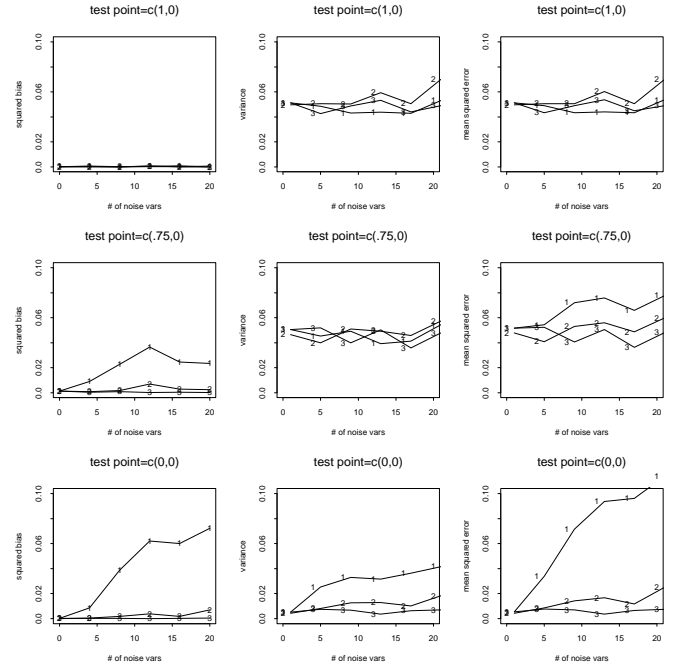 test point=c(1,0)
test point=c(1,0)
test point=c(1,0)
squared bias
0.0 0.02 0.06 0.10
0 5 10 15 20
# of noise vars
variance
0.0 0.02 0.06 0.10
0 5 10 15 20
# of noise vars
mean squared error
0.0 0.02 0.06 0.10
0 5 10 15 20
# of noise vars
test point=c(.75,0)
test point=c(.75,0)
test point=c(.75,0)
squared bias
0.0 0.02 0.06 0.10
0 5 10 15 20
# of noise vars
variance
0.0 0.02 0.06 0.10
0 5 10 15 20
# of noise vars
mean squared error
0.0 0.02 0.06 0.10
0 5 10 15 20
# of noise vars
test point=c(0,0)
test point=c(0,0)
test point=c(0,0)
squared bias
0.0 0.02 0.06 0.10
0 5 10 15 20
# of noise vars
variance
0.0 0.02 0.06 0.10
0 5 10 15 20
# of noise vars
mean squared error
0.0 0.02 0.06 0.10
0 5 10 15 20
# of noise vars